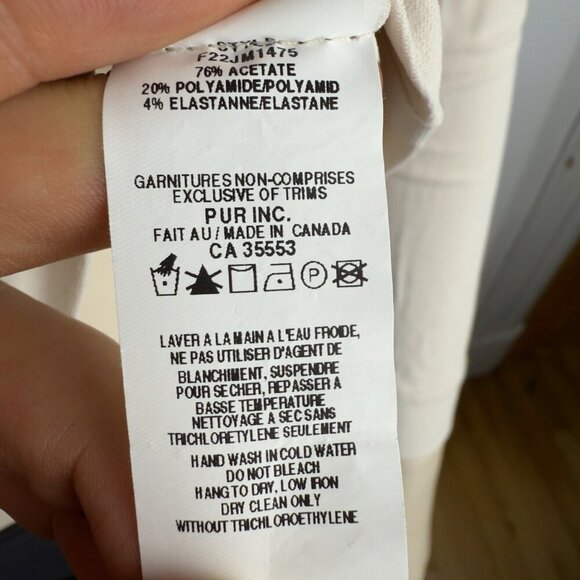 STYLE:
F22JM1475
76% ACETATE
20% POLYAMIDE/POLYAMID
4% ELASTANNE/ELASTANE
GARNITURES NON-COMPRISES
EXCLUSIVE OF TRIMS
PUR INC.
FAIT AU / MADE IN CANADA
CA 35553
P
LAVER A LA MAIN A L'EAU FROIDE,
NE PAS UTILISER D'AGENT DE
BLANCHIMENT, SUSPENDRE
POUR SECHER, REPASSER A
BASSE TEMPERATURE
NETTOYAGE A SEC SANS
TRICHLORETYLENE SEULEMENT
HAND WASH IN COLD WATER
DO NOT BLEACH
HANG TO DRY, LOW IRON
DRY CLEAN ONLY
WITHOUT TRICHLOROETHYLENE